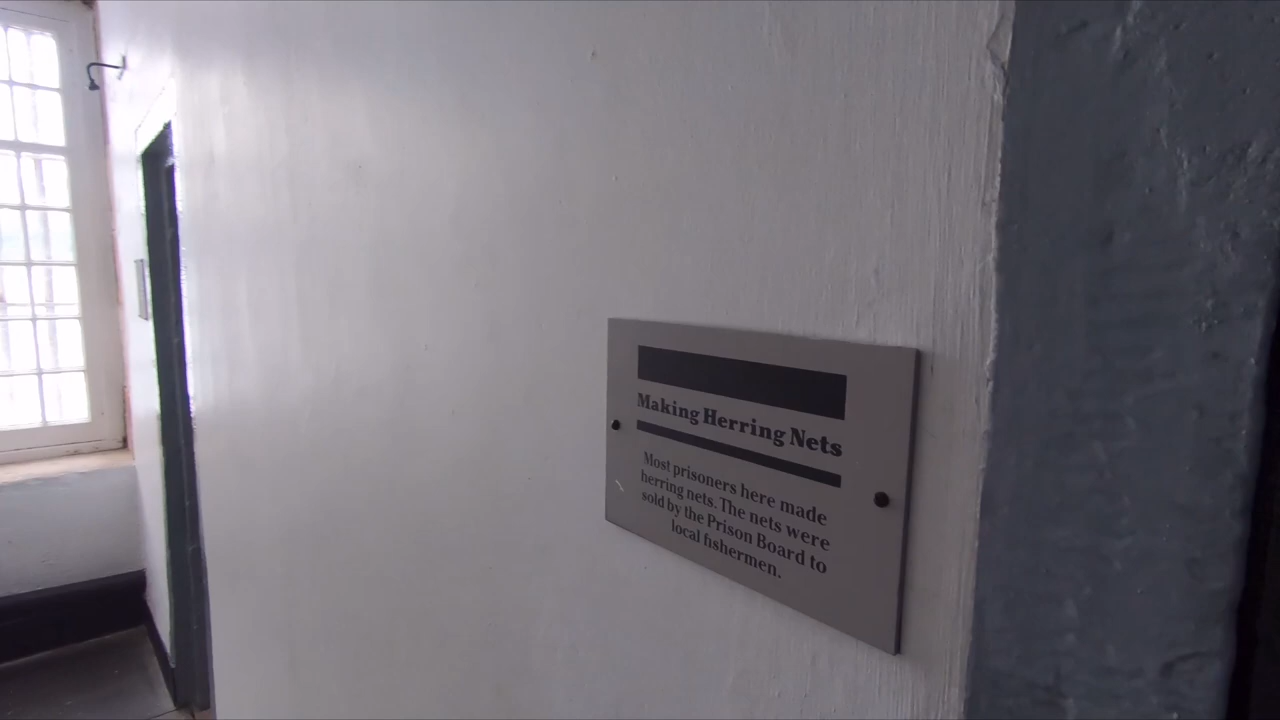 Making Herring Nets
Most prisoners here made
herring nets. The nets were
sold by the Prison Board to
local fishermen.